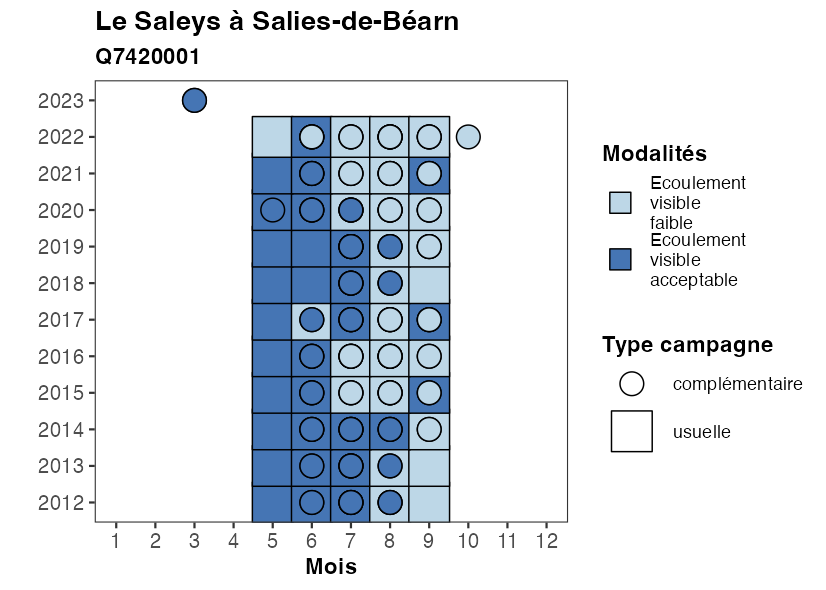 Le Saleys à Salies-de-Béarn
Q7420001
2023
2022
2021
2020
2019
2018
2017
2016
2015
2014
2013
2012
1 2 3 4 5 6 7 8 9 10 11 12
Mois
Modalités
Ecoulement
visible
faible
Ecoulement
visible
acceptable
Type campagne
complémentaire
usuelle